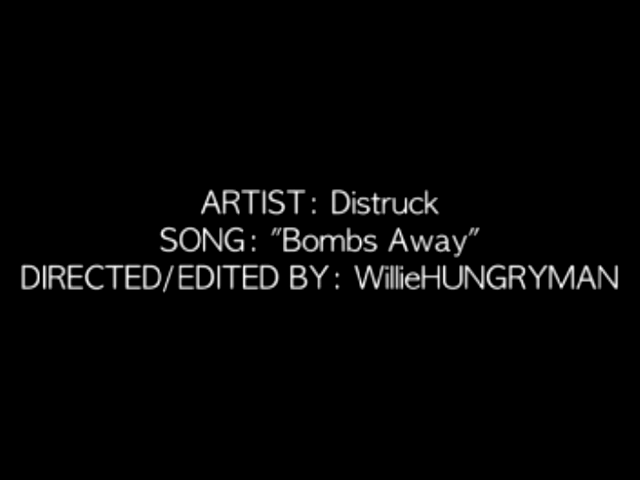 ARTIST: Distruck
SONG: "Bombs Away"
DIRECTED/EDITED BY: WillieHUNGRYMAN